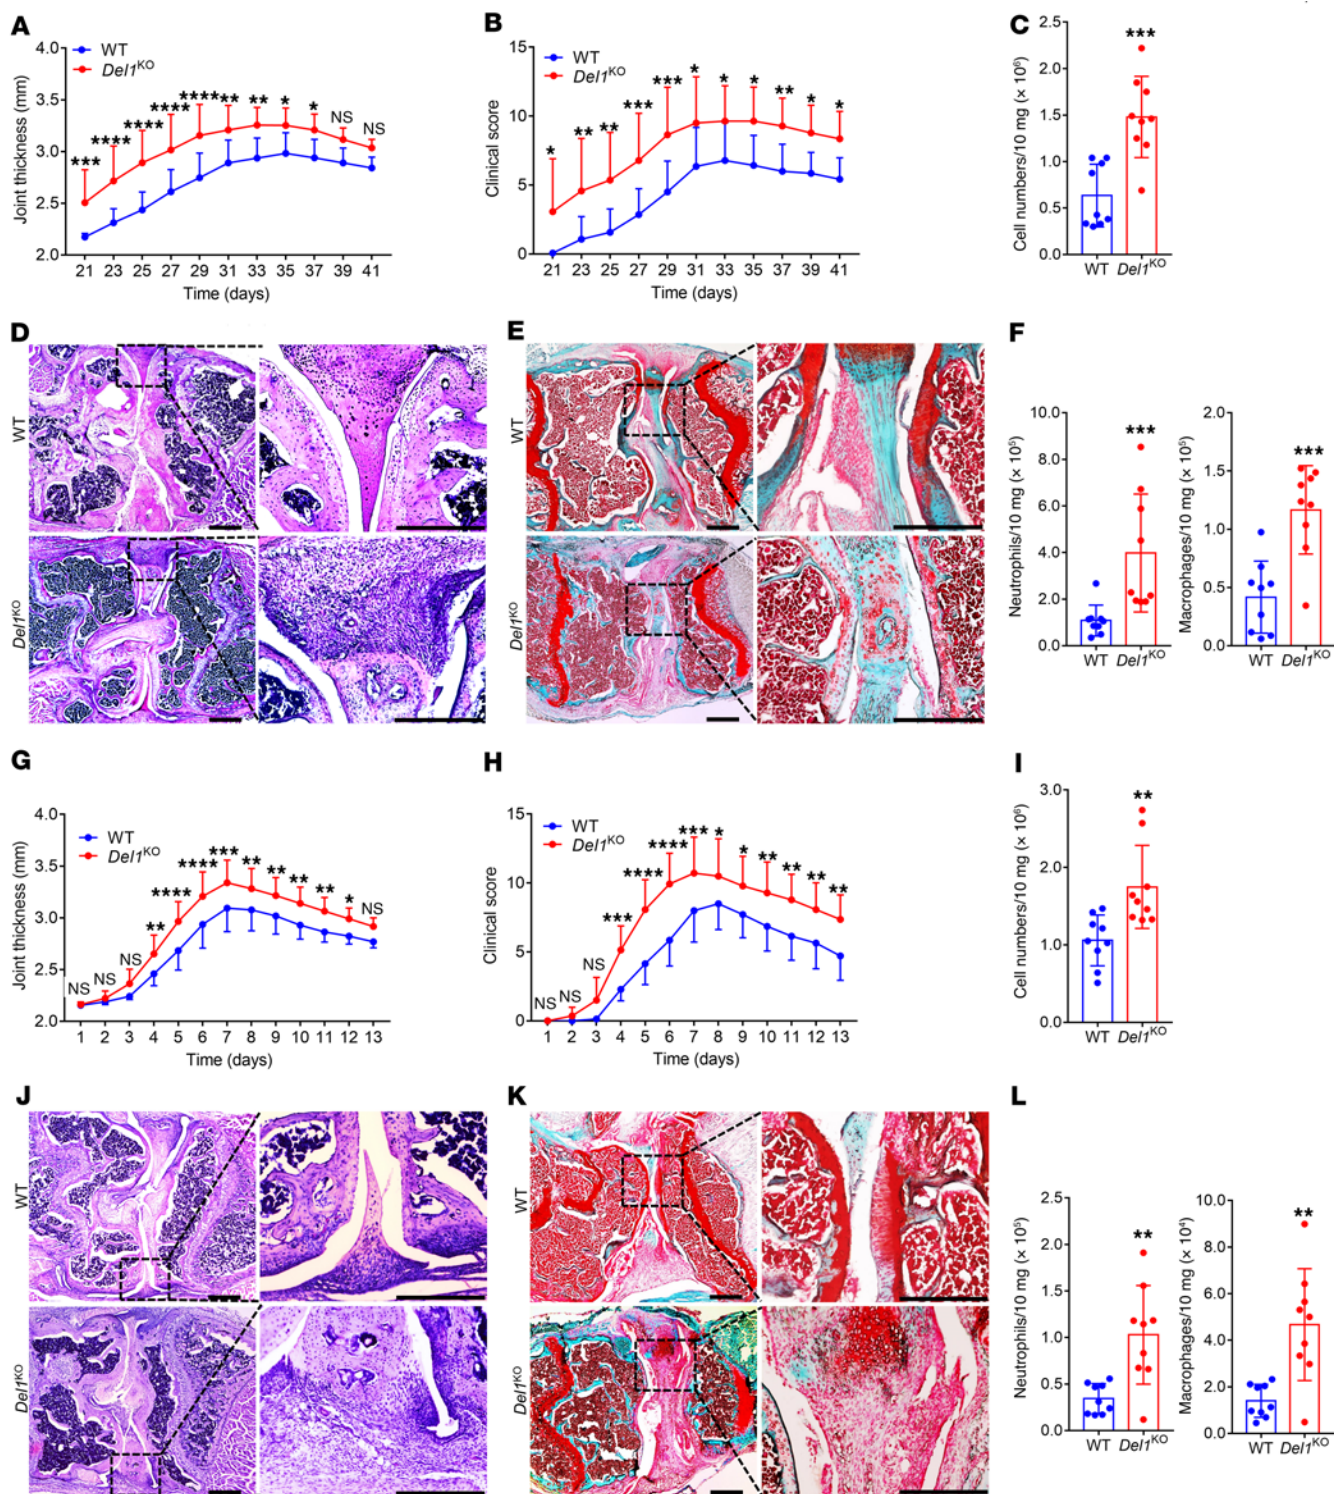 A
WT
Del1KO
Joint thickness (mm)
4.0
3.5
3.0
2.5
2.0
*** **** **** **** **** ** ** * * NS NS
21 23 25 27 29 31 33 35 37 39 41
Time (days)
B
WT
Del1KO
Clinical score
15
10
5
0
* ** ** *** *** * * * ** * *
21 23 25 27 29 31 33 35 37 39 41
Time (days)
C
Cell numbers/10 mg (× 10⁶)
2.5
2.0
1.5
1.0
0.5
0.0
***
WT Del1KO
D
WT
Del1KO
E
WT
Del1KO
F
Neutrophils/10 mg (× 10⁵)
10.0
8.0
6.0
4.0
2.0
0.0
***
WT Del1KO
Macrophages/10 mg (× 10⁵)
2.0
1.5
1.0
0.5
0.0
***
WT Del1KO
G
WT
Del1KO
Joint thickness (mm)
4.0
3.5
3.0
2.5
2.0
NS NS NS ** **** **** *** ** ** ** ** * NS
1 2 3 4 5 6 7 8 9 10 11 12 13
Time (days)
H
WT
Del1KO
Clinical score
15
10
5
0
NS NS NS *** **** **** *** * * ** ** ** **
1 2 3 4 5 6 7 8 9 10 11 12 13
Time (days)
I
Cell numbers/10 mg (× 10⁶)
3.0
2.0
1.0
0.0
**
WT Del1KO
J
WT
Del1KO
K
WT
Del1KO
L
Neutrophils/10 mg (× 10⁵)
2.5
2.0
1.5
1.0
0.5
0.0
**
WT Del1KO
Macrophages/10 mg (× 10⁴)
10.0
8.0
6.0
4.0
2.0
0.0
**
WT Del1KO